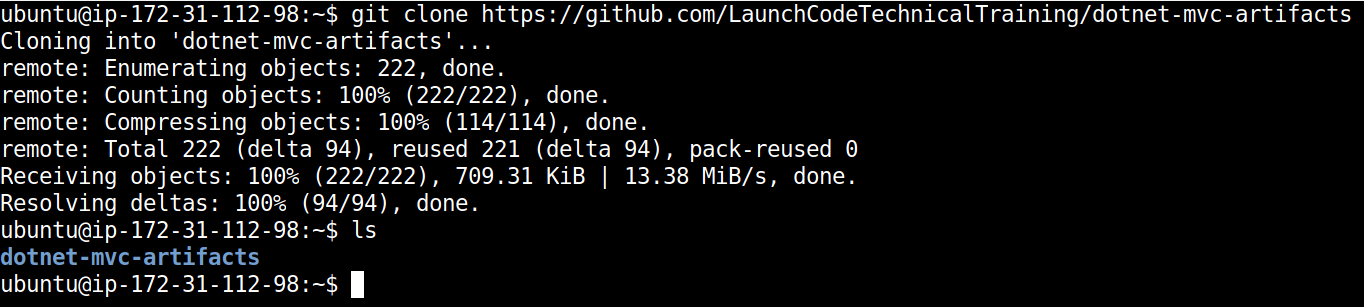 ubuntu@ip-172-31-112-98:~$ git clone https://github.com/LaunchCodeTechnicalTraining/dotnet-mvc-artifacts
Cloning into 'dotnet-mvc-artifacts'...
remote: Enumerating objects: 222, done.
remote: Counting objects: 100% (222/222), done.
remote: Compressing objects: 100% (114/114), done.
remote: Total 222 (delta 94), reused 221 (delta 94), pack-reused 0
Receiving objects: 100% (222/222), 709.31 KiB | 13.38 MiB/s, done.
Resolving deltas: 100% (94/94), done.
ubuntu@ip-172-31-112-98:~$ ls
dotnet-mvc-artifacts
ubuntu@ip-172-31-112-98:~$